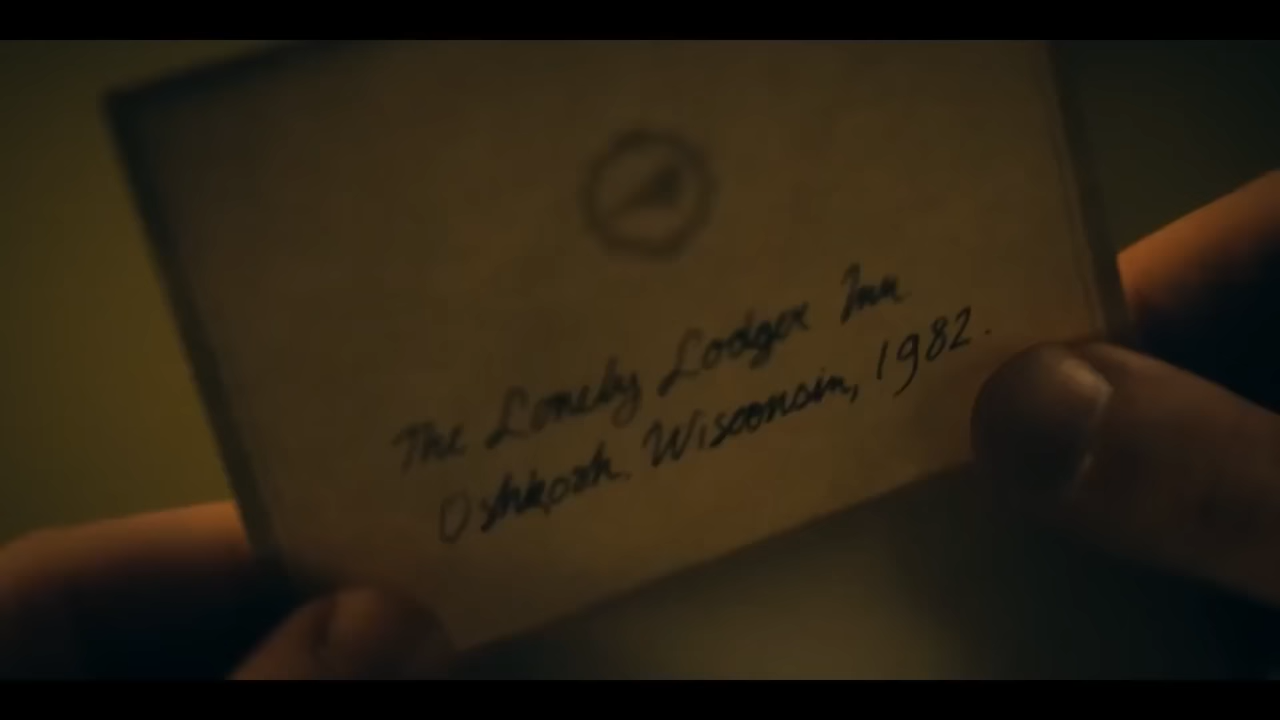 The Lonely Lodger Inn
Oshkosh, Wisconsin, 1982.